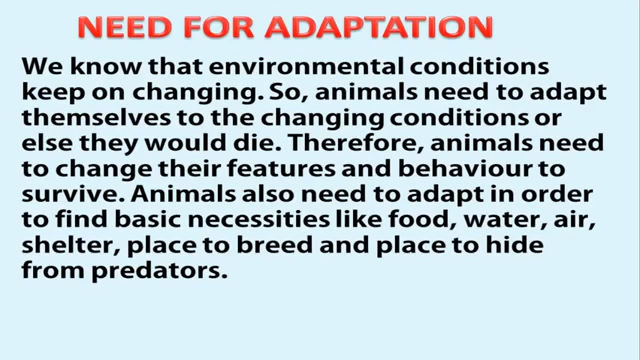 NEED FOR ADAPTATION
We know that environmental conditions
keep on changing. So, animals need to adapt
themselves to the changing conditions or
else they would die. Therefore, animals need
to change their features and behaviour to
survive. Animals also need to adapt in order
to find basic necessities like food, water, air,
shelter, place to breed and place to hide
from predators.